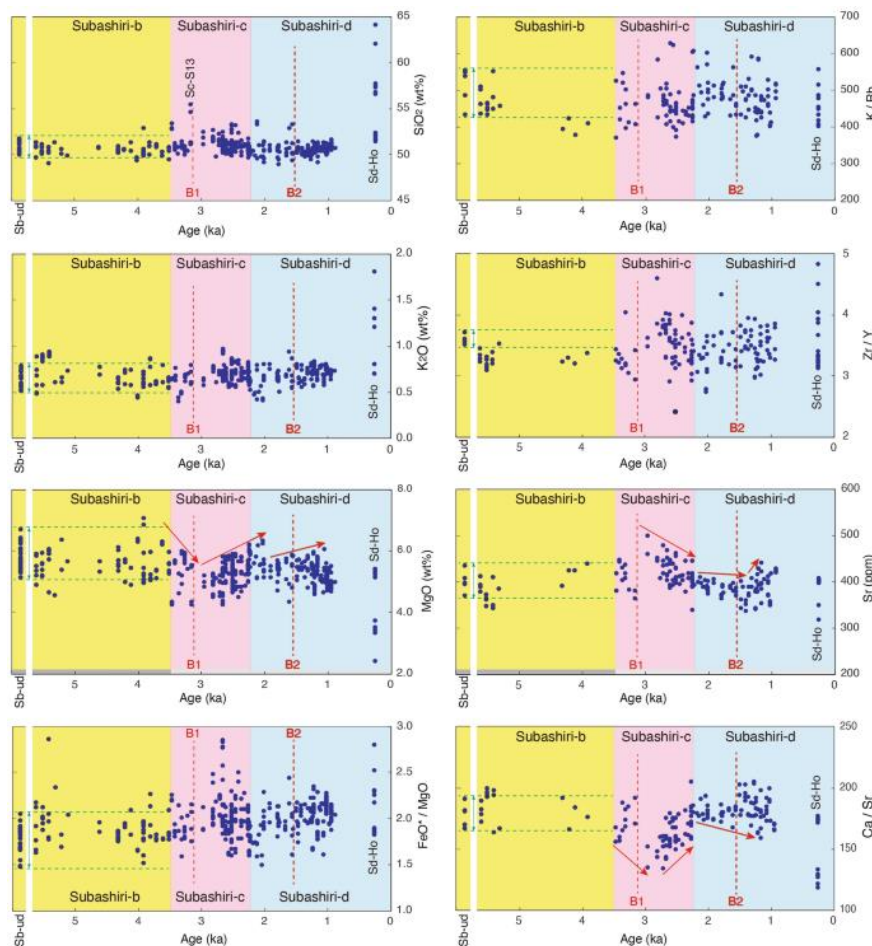 65
Subashiri-b Subashiri-c Subashiri-d
60
Sc-S13
SiO2 (wt%)
55
50
Sd-Ho
B1 B2
45
Sb-ud
5 4 3 2 1 0
Age (ka)
700
Subashiri-b Subashiri-c Subashiri-d
600
K / Rb
500
400
300
Sd-Ho
B1 B2
200
Sb-ud
5 4 3 2 1 0
Age (ka)
2.0
Subashiri-b Subashiri-c Subashiri-d
1.5
K2O (wt%)
1.0
0.5
Sd-Ho
B1 B2
0.0
Sb-ud
5 4 3 2 1 0
Age (ka)
5
Subashiri-b Subashiri-c Subashiri-d
4
Zr / Y
3
Sd-Ho
B1 B2
2
Sb-ud
5 4 3 2 1 0
Age (ka)
8.0
Subashiri-b Subashiri-c Subashiri-d
Sd-Ho
6.0
MgO (wt%)
4.0
B1 B2
2.0
Sb-ud
5 4 3 2 1 0
Age (ka)
600
Subashiri-b Subashiri-c Subashiri-d
500
Sr (ppm)
400
300
Sd-Ho
B1 B2
200
Sb-ud
5 4 3 2 1 0
Age (ka)
3.0
B1 B2
2.5
FeO* / MgO
2.0
1.5
Sd-Ho
Subashiri-b Subashiri-c Subashiri-d
1.0
Sb-ud
5 4 3 2 1 0
Age (ka)
250
Subashiri-b Subashiri-c Subashiri-d
200
Sd-Ho
Ca / Sr
150
B1 B2
100
Sb-ud
5 4 3 2 1 0
Age (ka)